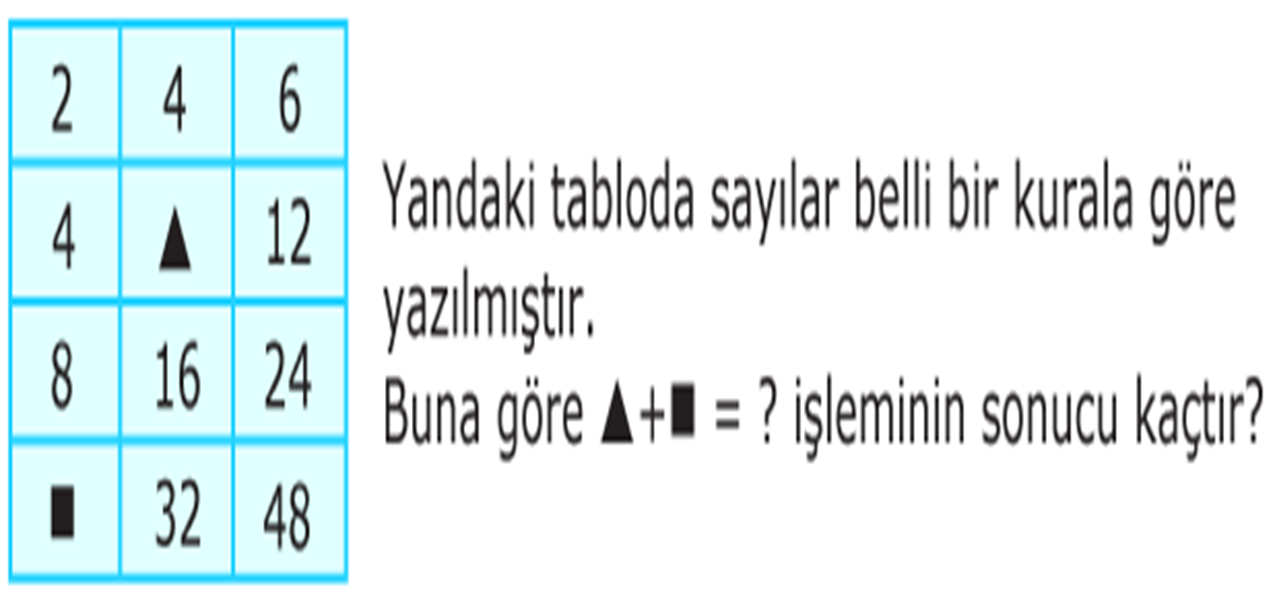 2 4 6
4 ▲ 12
8 16 24
■ 32 48
Yandaki tabloda sayılar belli bir kurala göre
yazılmıştır.
Buna göre ▲+■ = ? işleminin sonucu kaçtır?